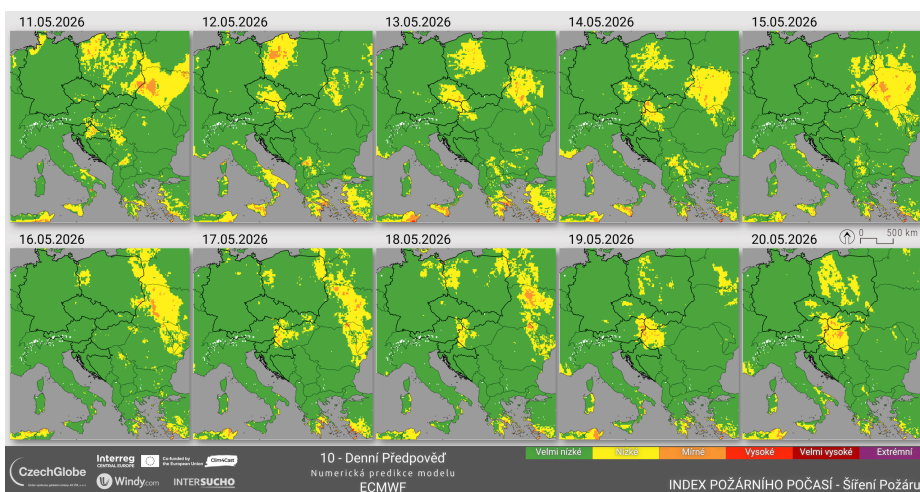 11.05.2026 12.05.2026 13.05.2026 14.05.2026 15.05.2026
0 500 km
16.05.2026 17.05.2026 18.05.2026 19.05.2026 20.05.2026
Velmi nízké Nízké Mírné Vysoké Velmi vysoké Extrémní
CzechGlobe
Interreg
CENTRAL EUROPE
Co-funded by
the European Union
Clim4Cast
Windy.com
INTERSUCHO
10 - Denní Předpověď
Numerická predikce modelu
ECMWF
INDEX POŽÁRNÍHO POČASÍ - Šíření Požáru